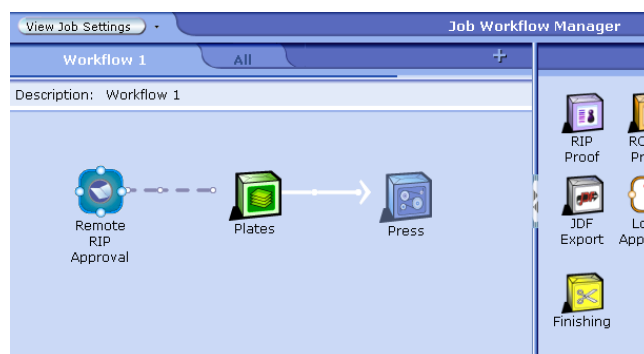 View Job Settings
Job Workflow Manager
Workflow 1
All
Description: Workflow 1
Remote
RIP
Approval
Plates
Press
RIP
Proof
JDF
Export
Finishing